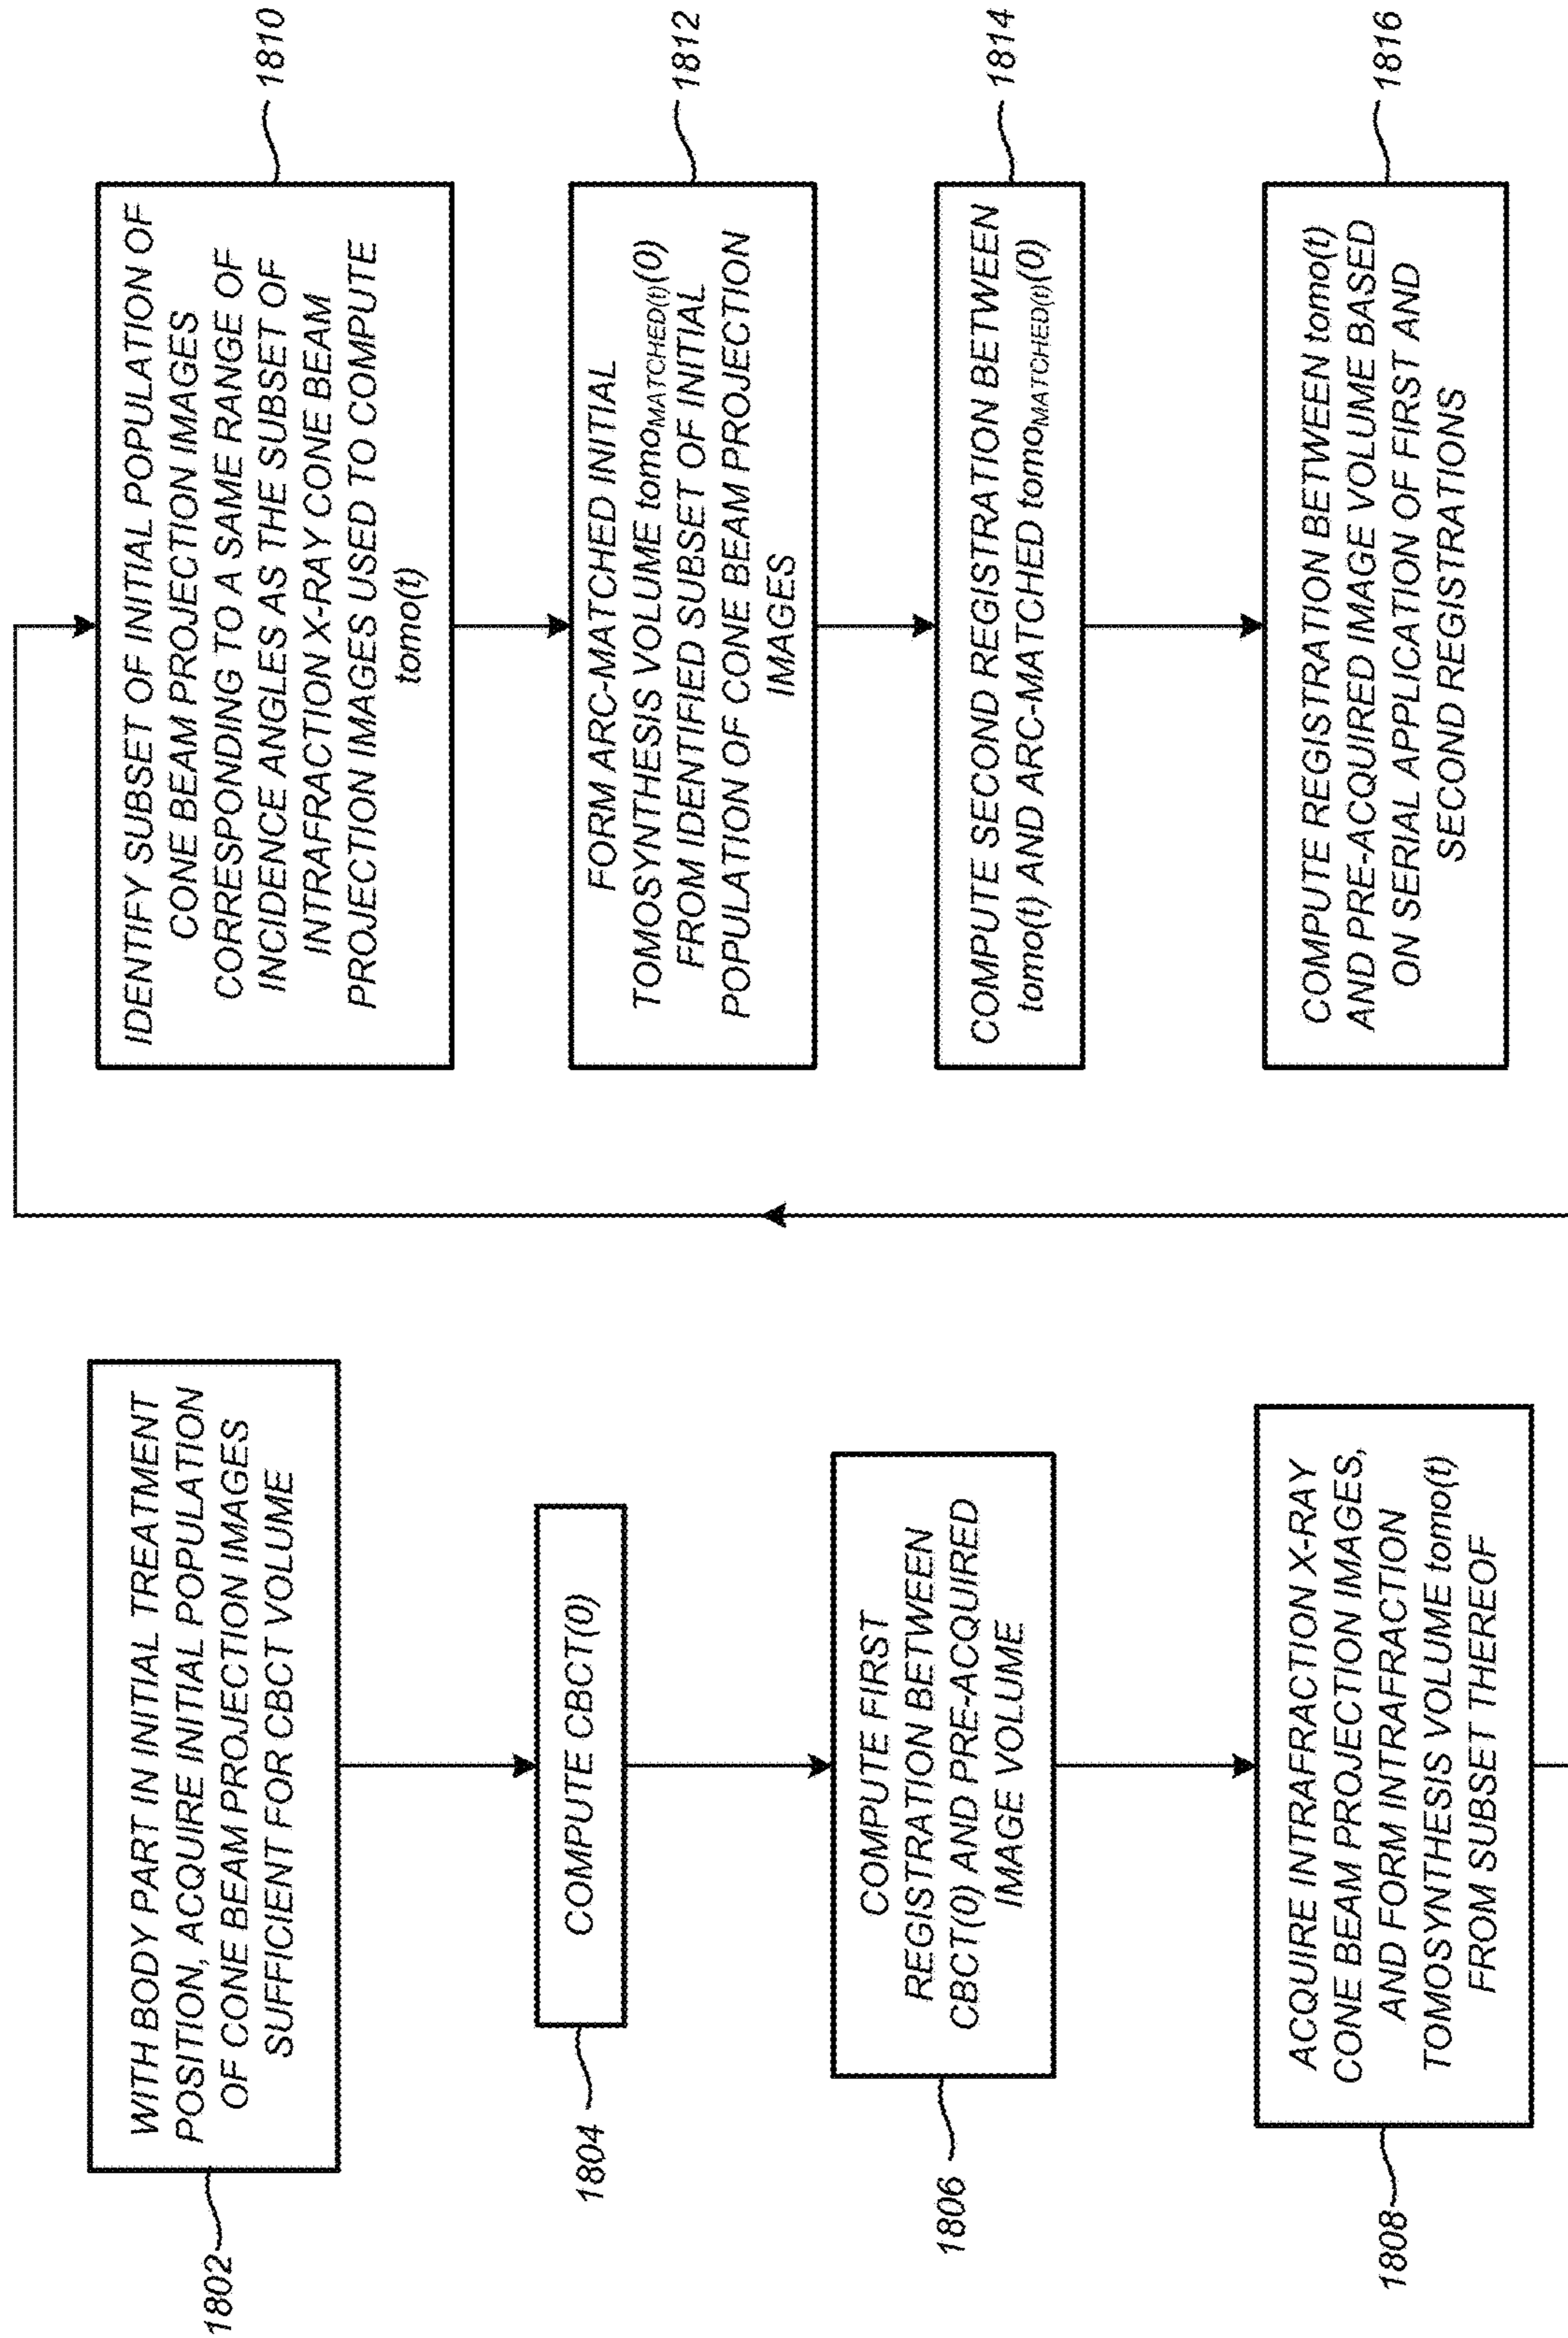 WITH BODY PART IN INITIAL TREATMENT
POSITION, ACQUIRE INITIAL POPULATION
OF CONE BEAM PROJECTION IMAGES
SUFFICIENT FOR CBCT VOLUME
1802
COMPUTE CBCT(0)
1804
COMPUTE FIRST
REGISTRATION BETWEEN
CBCT(0) AND PRE-ACQUIRED
IMAGE VOLUME
1806
ACQUIRE INTRAFRACTION X-RAY
CONE BEAM PROJECTION IMAGES,
AND FORM INTRAFRACTION
TOMOSYNTHESIS VOLUME tomo(t)
FROM SUBSET THEREOF
1808
IDENTIFY SUBSET OF INITIAL POPULATION OF
CONE BEAM PROJECTION IMAGES
CORRESPONDING TO A SAME RANGE OF
INCIDENCE ANGLES AS THE SUBSET OF
INTRAFRACTION X-RAY CONE BEAM
PROJECTION IMAGES USED TO COMPUTE
tomo(t)
1810
FORM ARC-MATCHED INITIAL
TOMOSYNTHESIS VOLUME tomoMATCHED(t)(0)
FROM IDENTIFIED SUBSET OF INITIAL
POPULATION OF CONE BEAM PROJECTION
IMAGES
1812
COMPUTE SECOND REGISTRATION BETWEEN
tomo(t) AND ARC-MATCHED tomoMATCHED(t)(0)
1814
COMPUTE REGISTRATION BETWEEN tomo(t)
AND PRE-ACQUIRED IMAGE VOLUME BASED
ON SERIAL APPLICATION OF FIRST AND
SECOND REGISTRATIONS
1816